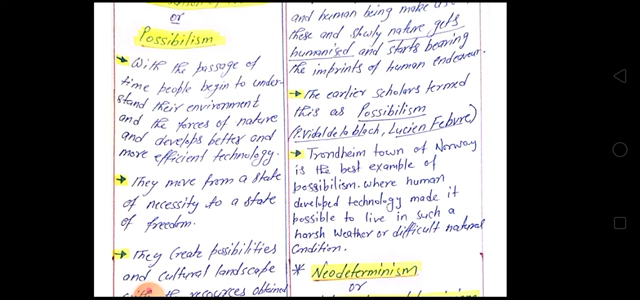 or
Possibilism
→ With the passage of
time people begin to under-
stand their environment
and the forces of nature
and develops better and
more efficient technology.
→ They move from a state
of necessity to a state
of freedom.
→ They create posibilities
and cultural landscape
with the resources obtained
and human being make
these and slowly nature gets
humanised and starts bearing
the imprints of human endeavour.
→ The earlier scholars termed
this as Possibilism
(P. Vidal de la blach, Lucien Febvre)
→ Trondheim town of Norway
is the best example of
possibilism. where human
developed technology made it
possible to live in such a
harsh weather or difficult natural
condition.
* Neodeterminism
or